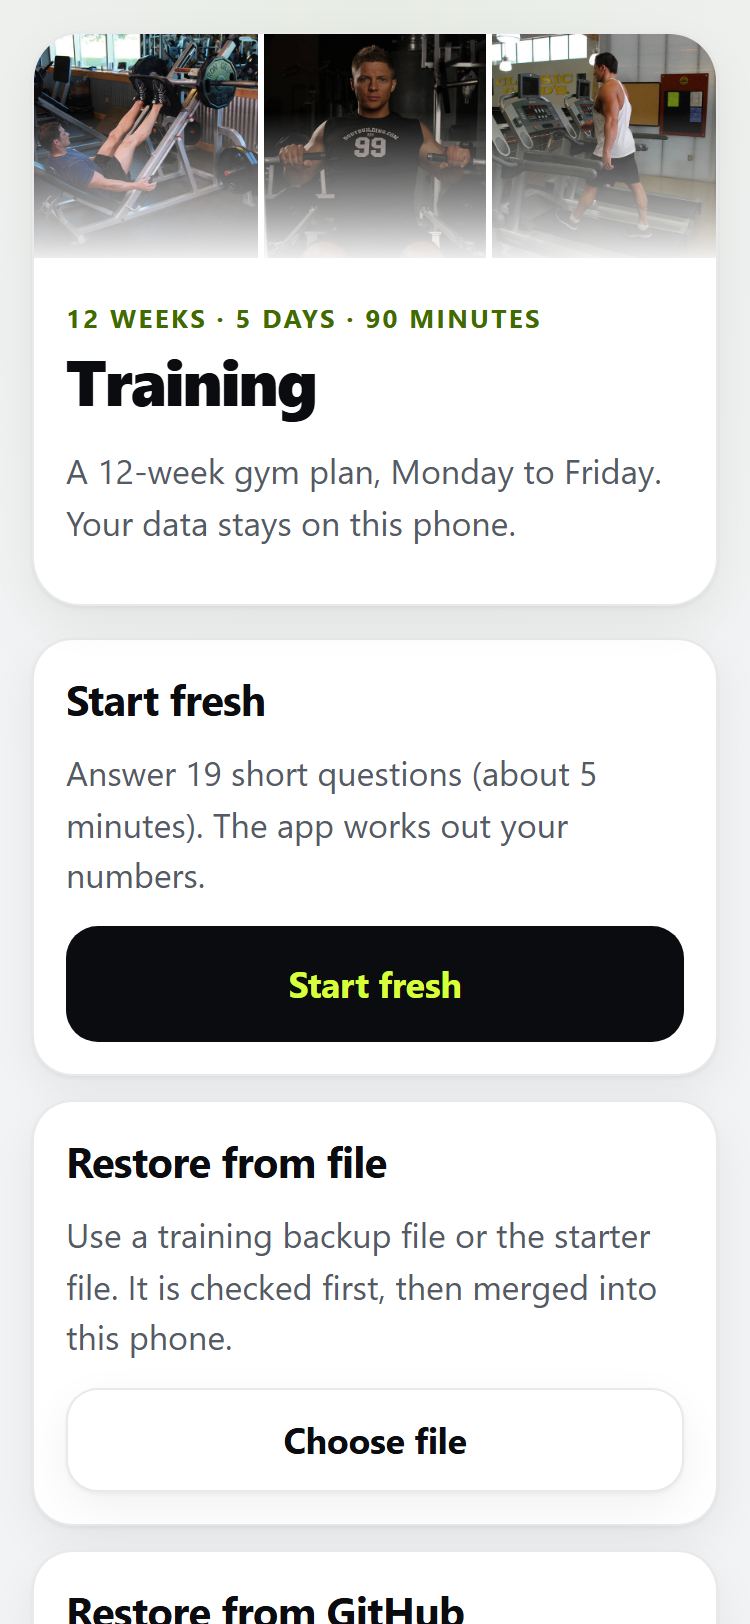 BODYBUILDING.COM
99
12 WEEKS · 5 DAYS · 90 MINUTES
Training
A 12-week gym plan, Monday to Friday.
Your data stays on this phone.
Start fresh
Answer 19 short questions (about 5
minutes). The app works out your
numbers.
Start fresh
Restore from file
Use a training backup file or the starter
file. It is checked first, then merged into
this phone.
Choose file
Restore from GitHub